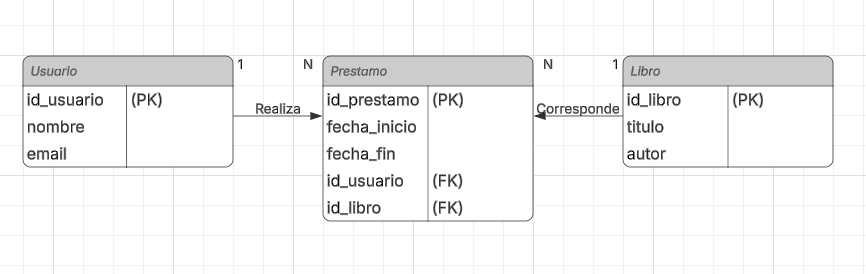 Usuario
1
id_usuario (PK)
nombre
email
Realiza
N
Prestamo
N
id_prestamo (PK)
fecha_inicio
fecha_fin
id_usuario (FK)
id_libro (FK)
Corresponde
1
Libro
id_libro (PK)
titulo
autor